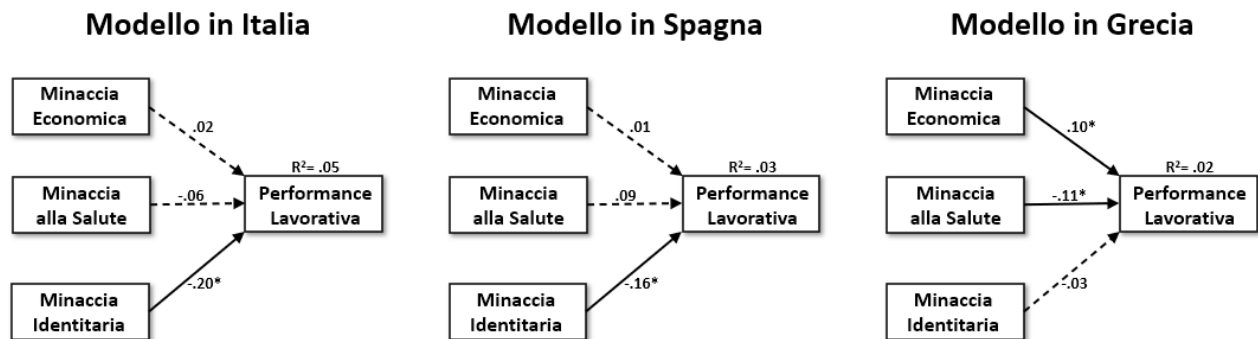 Modello in Italia
Minaccia
Economica
.02
Minaccia
alla Salute
-.06
Minaccia
Identitaria
-.20*
R²= .05
Performance
Lavorativa
Modello in Spagna
Minaccia
Economica
.01
Minaccia
alla Salute
.09
Minaccia
Identitaria
-.16*
R²= .03
Performance
Lavorativa
Modello in Grecia
Minaccia
Economica
.10*
Minaccia
alla Salute
-.11*
Minaccia
Identitaria
-.03
R²= .02
Performance
Lavorativa